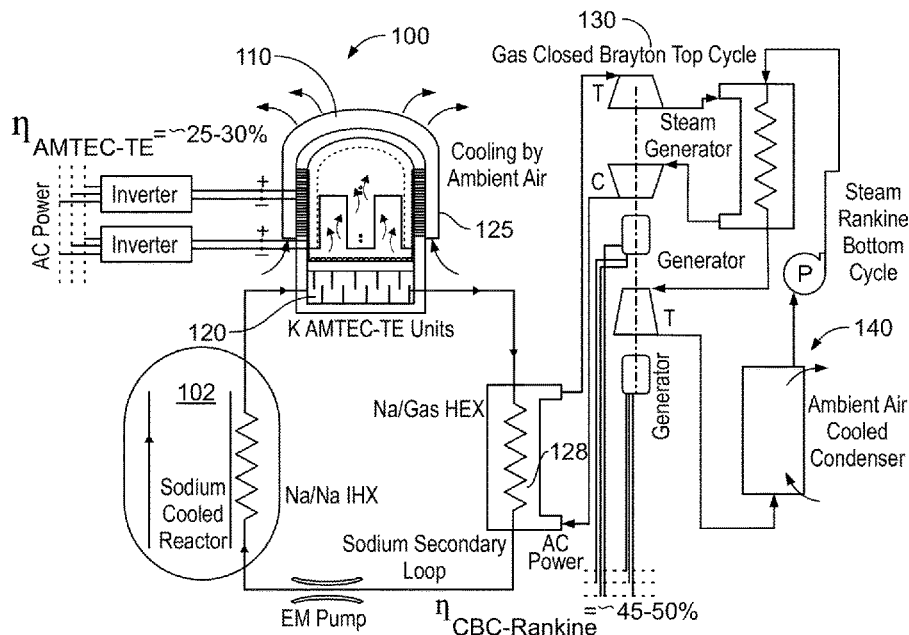 100
110
130
Gas Closed Brayton Top Cycle
T
η AMTEC-TE = ~25-30%
Steam
Generator
Cooling by
Ambient Air
C
Inverter
+
−
Inverter
+
−
AC Power
125
Steam
Rankine
Bottom
Cycle
P
Generator
120
K AMTEC-TE Units
T
140
102
Sodium
Cooled
Reactor
Na/Na IHX
Na/Gas HEX
128
Generator
Ambient Air
Cooled
Condenser
Sodium Secondary
Loop
AC
Power
EM Pump
η CBC-Rankine = ~45-50%